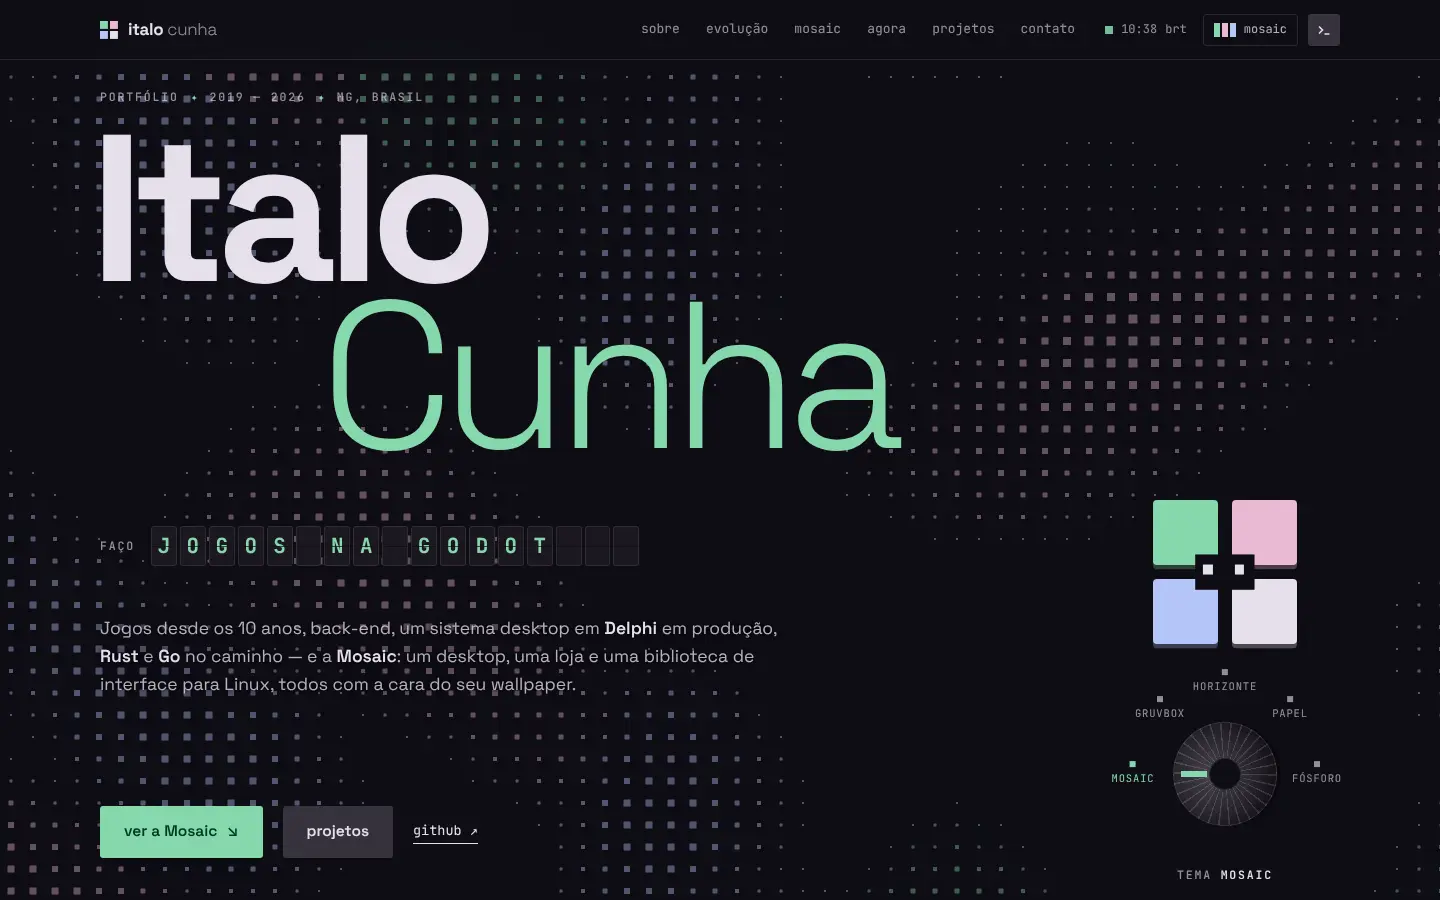 italo cunha
sobre evolução mosaic agora projetos contato 10:38 brt mosaic
PORTFÓLIO ✦ 2019 — 2026 ✦ MG, BRASIL
Italo
Cunha
FAÇO JOGOS NA GODOT
Jogos desde os 10 anos, back-end, um sistema desktop em Delphi em produção,
Rust e Go no caminho — e a Mosaic: um desktop, uma loja e uma biblioteca de
interface para Linux, todos com a cara do seu wallpaper.
HORIZONTE
GRUVBOX PAPEL
MOSAIC FÓSFORO
ver a Mosaic ↘ projetos github ↗
TEMA MOSAIC